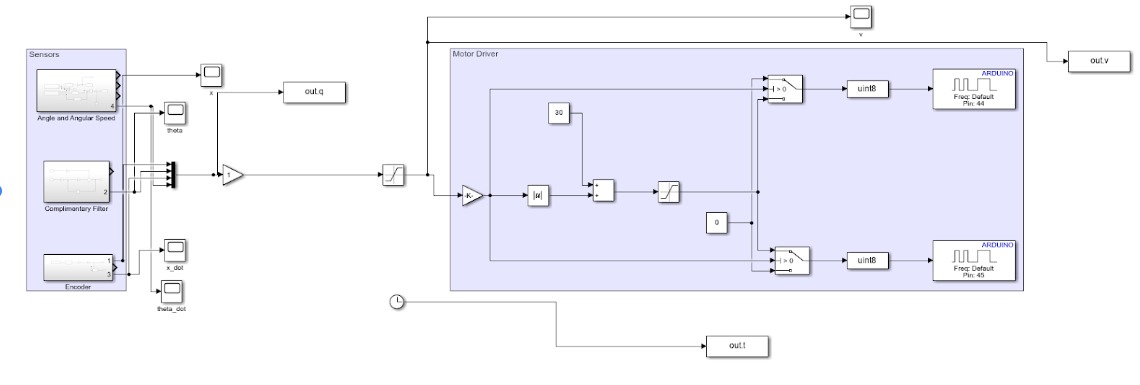 Sensors
4
Angle and Angular Speed
x
theta
out.q
2
Complimentary Filter
1
1
3
Encoder
x_dot
theta_dot
v
out.v
Motor Driver
30
-K-
|u|
+
+
0
> 0
> 0
uint8
uint8
ARDUINO
Freq: Default
Pin: 44
ARDUINO
Freq: Default
Pin: 45
out.t